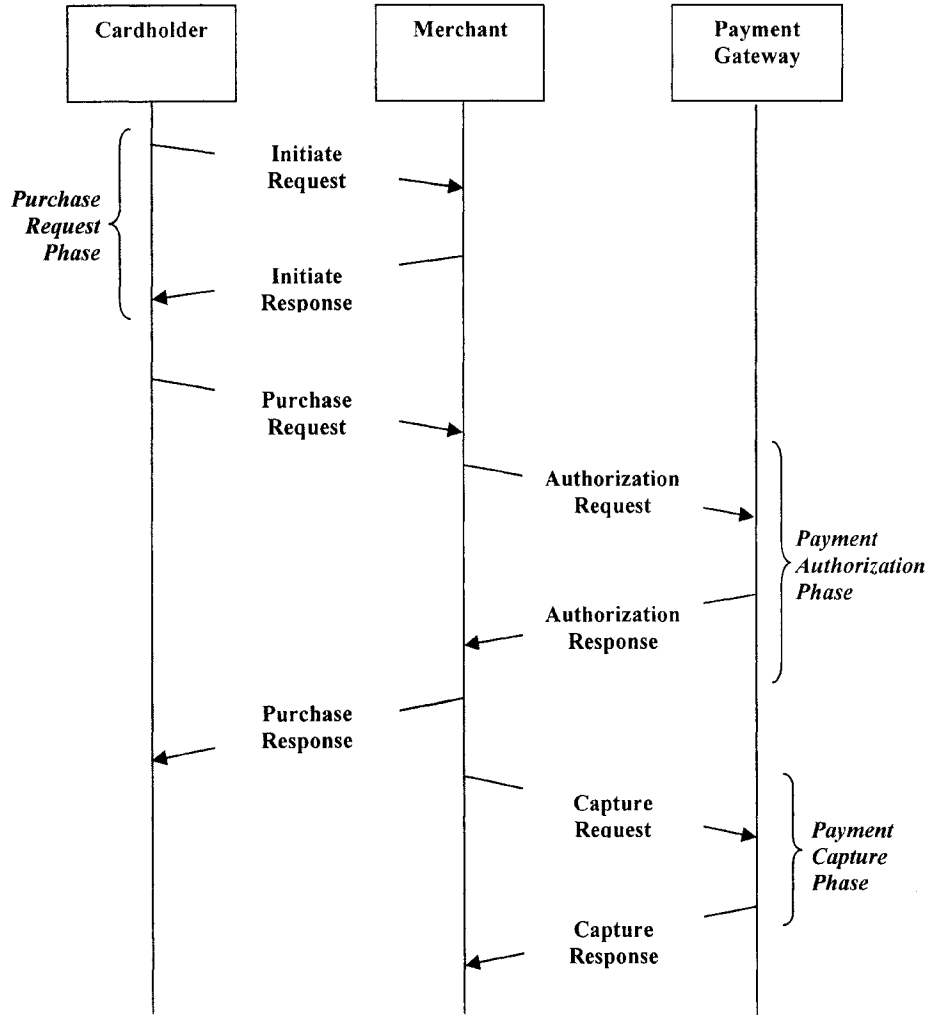 Cardholder
Merchant
Payment
Gateway
Initiate
Request
Purchase
Request
Phase
Initiate
Response
Purchase
Request
Authorization
Request
Payment
Authorization
Phase
Authorization
Response
Purchase
Response
Capture
Request
Payment
Capture
Phase
Capture
Response